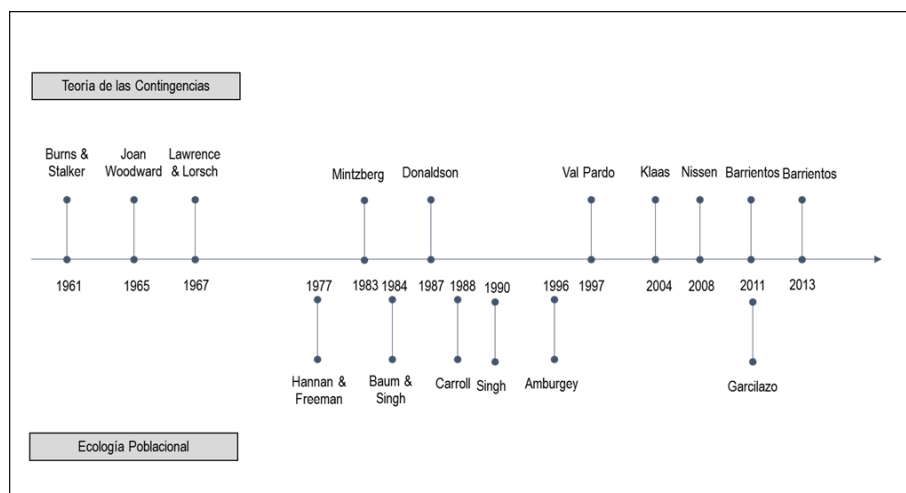 Teoría de las Contingencias
Burns &
Stalker
Joan
Woodward
Lawrence
& Lorsch
Mintzberg
Donaldson
Val Pardo
Klaas
Nissen
Barrientos
Barrientos
1961
1965
1967
1977
1983
1984
1987
1988
1990
1996
1997
2004
2008
2011
2013
Hannan &
Freeman
Baum &
Singh
Carroll
Singh
Amburgey
Garcilazo
Ecología Poblacional